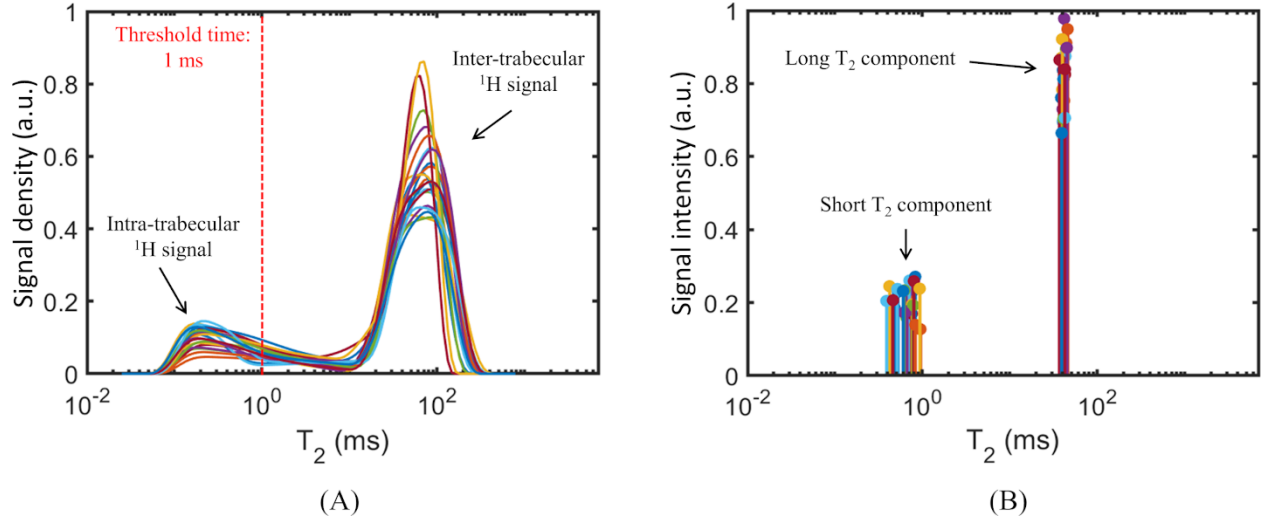 Threshold time:
1 ms
Inter-trabecular
¹H signal
Intra-trabecular
¹H signal
Signal density (a.u.)
1
0.8
0.6
0.4
0.2
0
10⁻²
10⁰
10²
T₂ (ms)
(A)
Long T₂ component
Short T₂ component
Signal intensity (a.u.)
1
0.8
0.6
0.4
0.2
0
10⁻²
10⁰
10²
T₂ (ms)
(B)